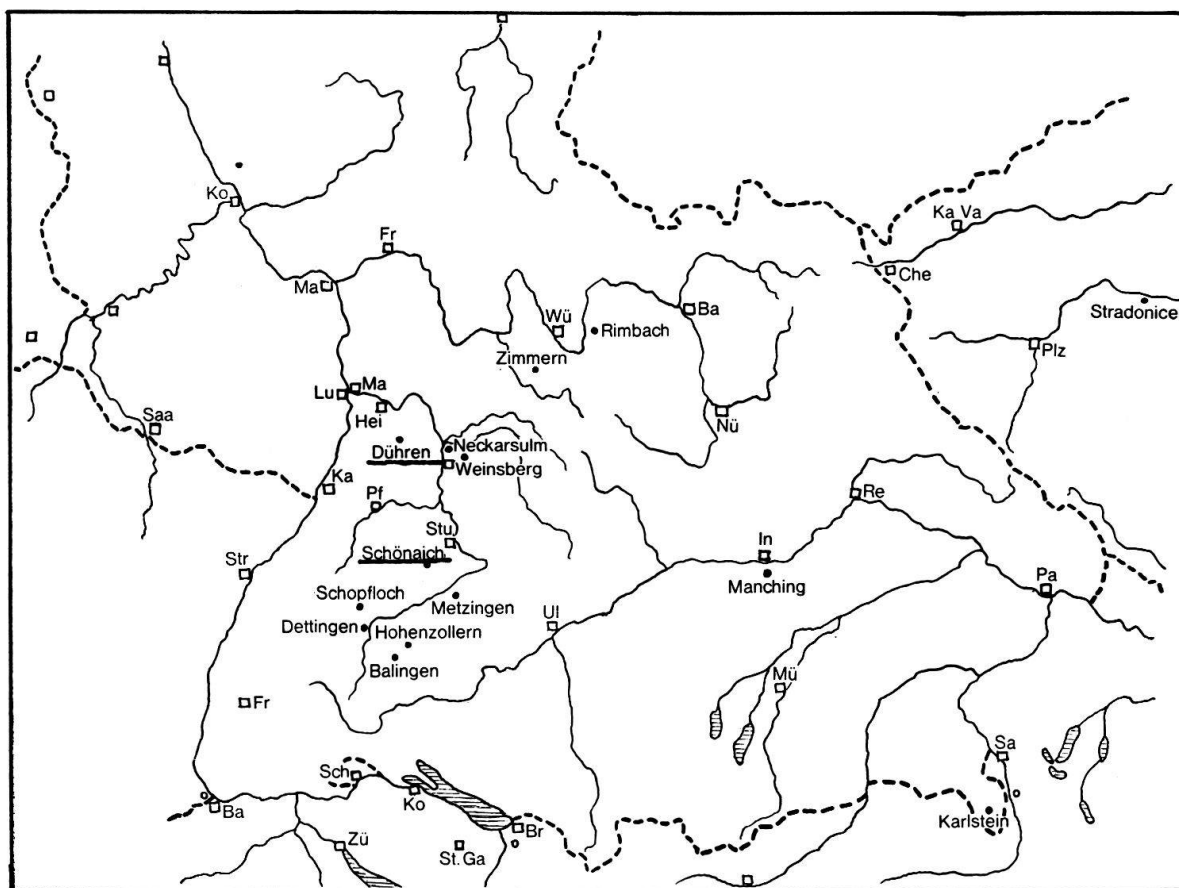 Ko
Fr
Ka Va
Che
Ma
Stradonice
Wü
Rimbach
Ba
Plz
Zimmern
Ma
Lu
Hei
Nü
Saa
Neckarsulm
Dühren
Weinsberg
Ka
Pf
Re
Stu
In
Str
Schönaich
Manching
Pa
Schopfloch
Metzingen
Dettingen
Hohenzollern
Ul
Balingen
Mü
Fr
Sa
Sch
Ko
Ba
Br
Karlstein
Zü
St. Ga